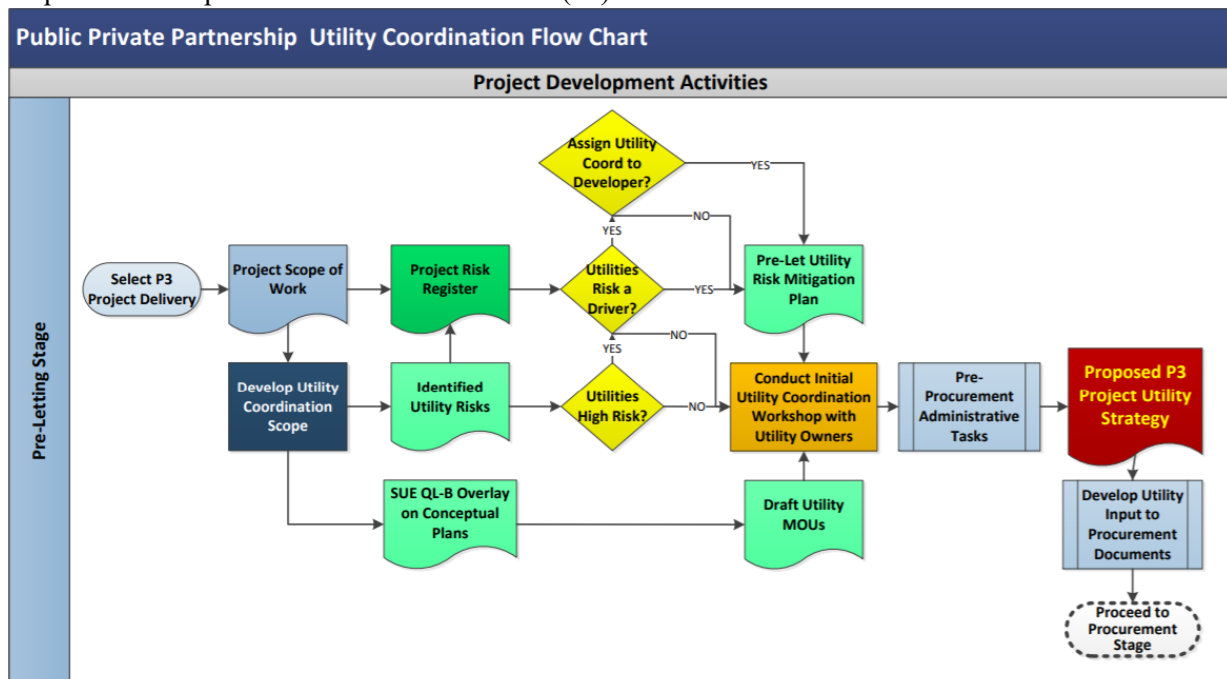 Public Private Partnership Utility Coordination Flow Chart
Project Development Activities
Pre-Letting Stage
Assign Utility
Coord to
Developer?
YES
NO
YES
Select P3
Project Delivery
Project Scope of
Work
Project Risk
Register
Utilities
Risk a
Driver?
YES
Pre-Let Utility
Risk Mitigation
Plan
NO
YES
Develop Utility
Coordination
Scope
Identified
Utility Risks
Utilities
High Risk?
NO
Conduct Initial
Utility Coordination
Workshop with
Utility Owners
Pre-
Procurement
Administrative
Tasks
Proposed P3
Project Utility
Strategy
SUE QL-B Overlay
on Conceptual
Plans
Draft Utility
MOUs
Develop Utility
Input to
Procurement
Documents
Proceed to
Procurement
Stage